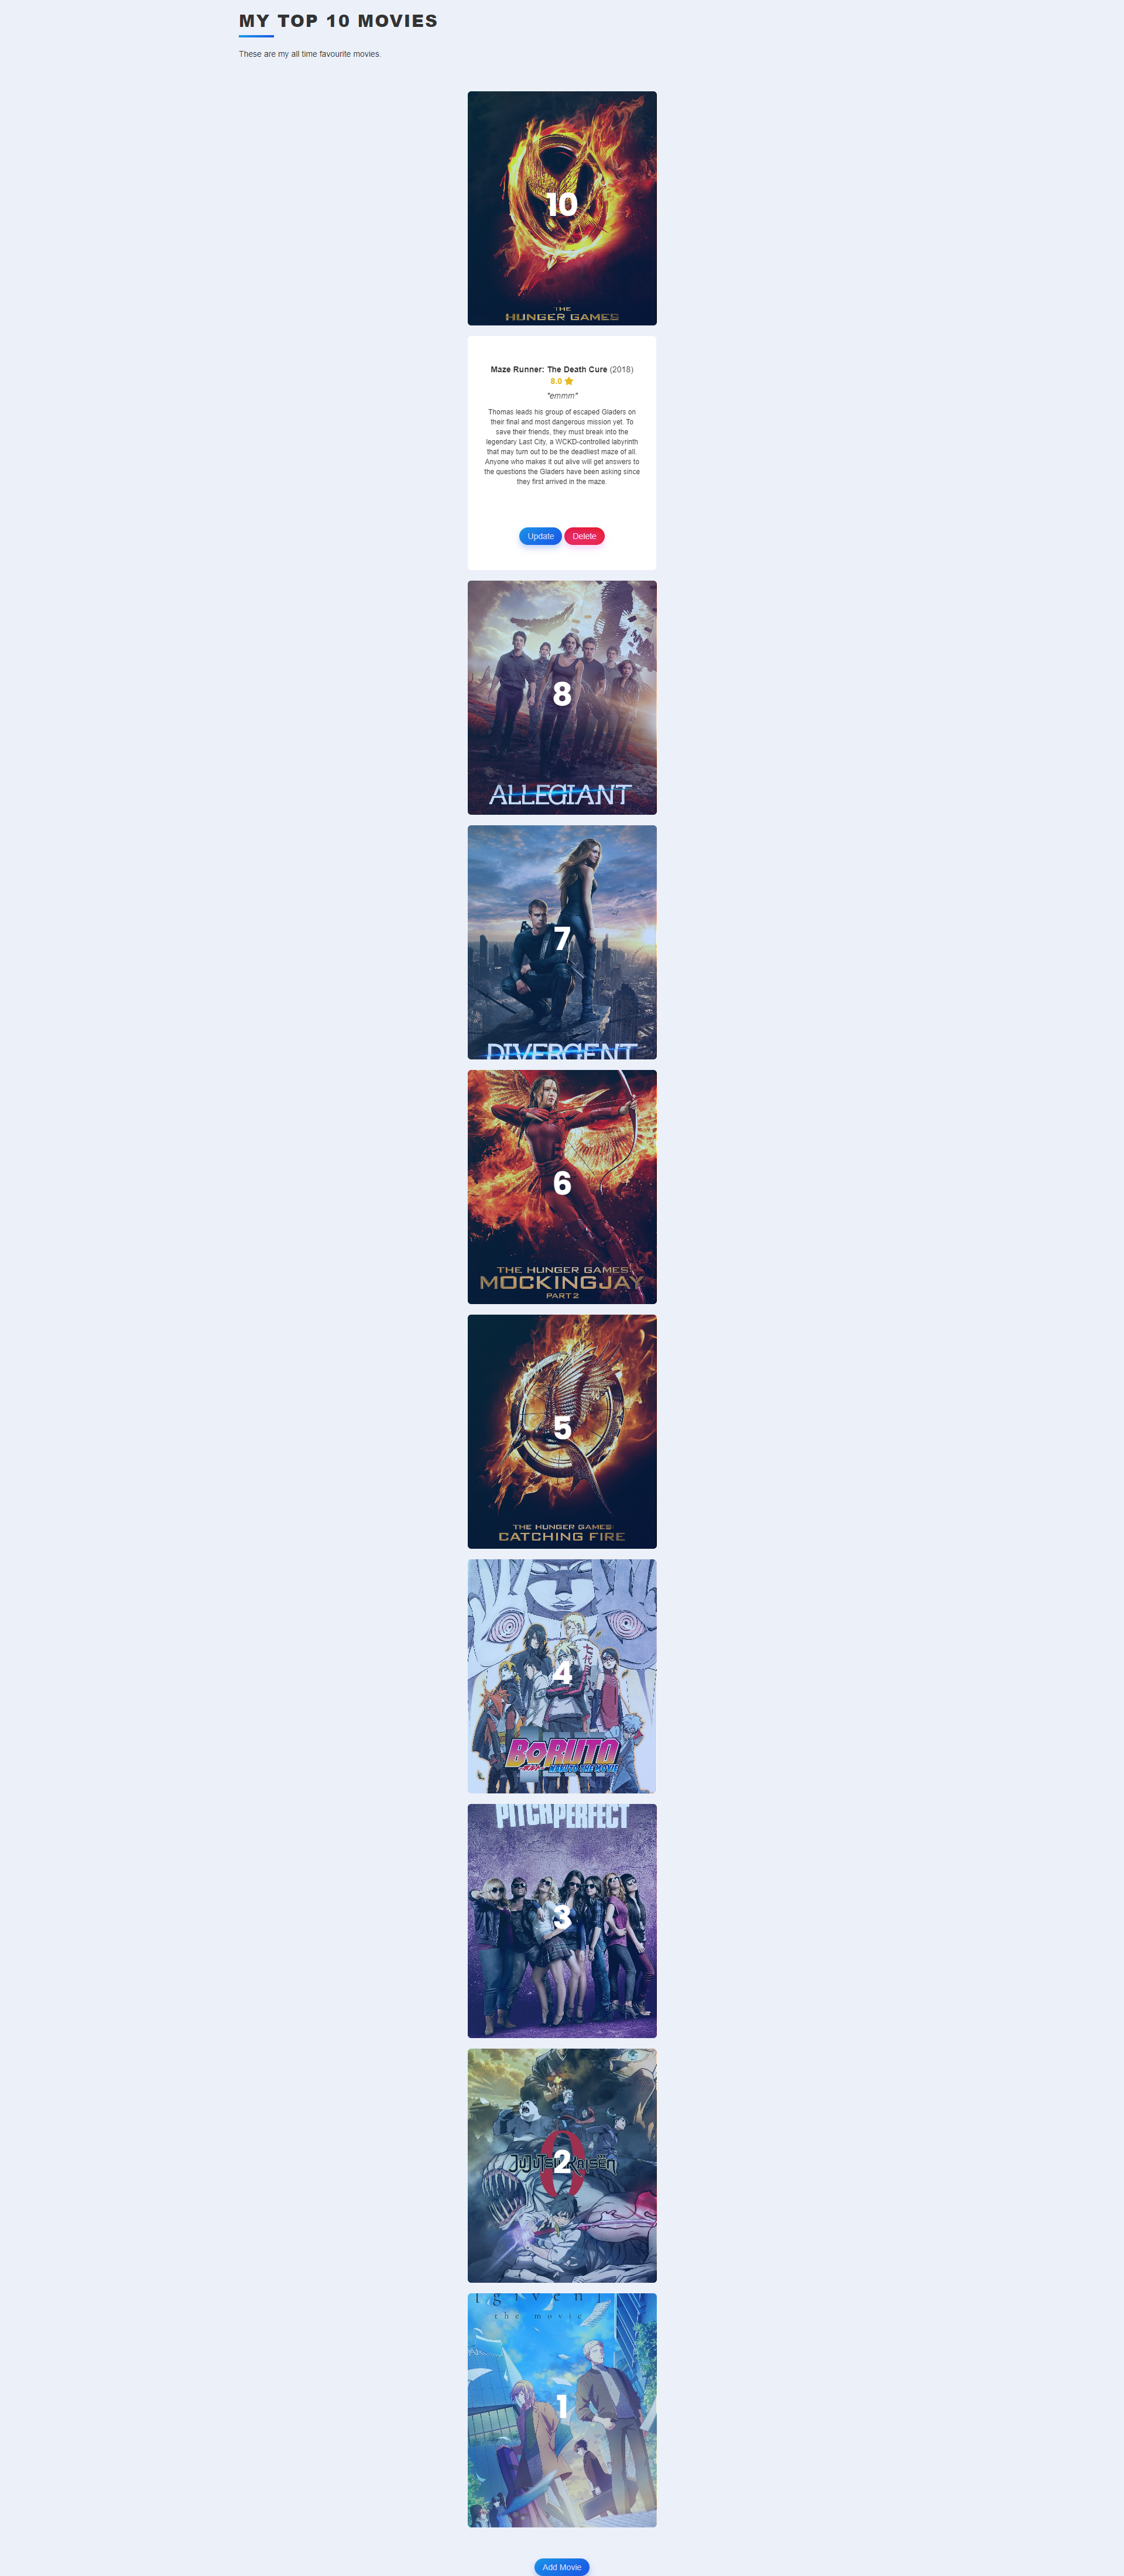 MY TOP 10 MOVIES
These are my all time favourite movies.
10
THE
HUNGER GAMES
Maze Runner: The Death Cure (2018)
8.0
"emmm"
Thomas leads his group of escaped Gladers on
their final and most dangerous mission yet. To
save their friends, they must break into the
legendary Last City, a WCKD-controlled labyrinth
that may turn out to be the deadliest maze of all.
Anyone who makes it out alive will get answers to
the questions the Gladers have been asking since
they first arrived in the maze.
Update Delete
8
ALLEGIANT
7
DIVERGENT
6
THE HUNGER GAMES
MOCKINGJAY
PART 2
5
THE HUNGER GAMES
CATCHING FIRE
七代目
4
BORUTO
NARUTO THE MOVIE
PITCH PERFECT
3
JUJUTSU KAISEN
0
2
[given]
the movie
1
Add Movie